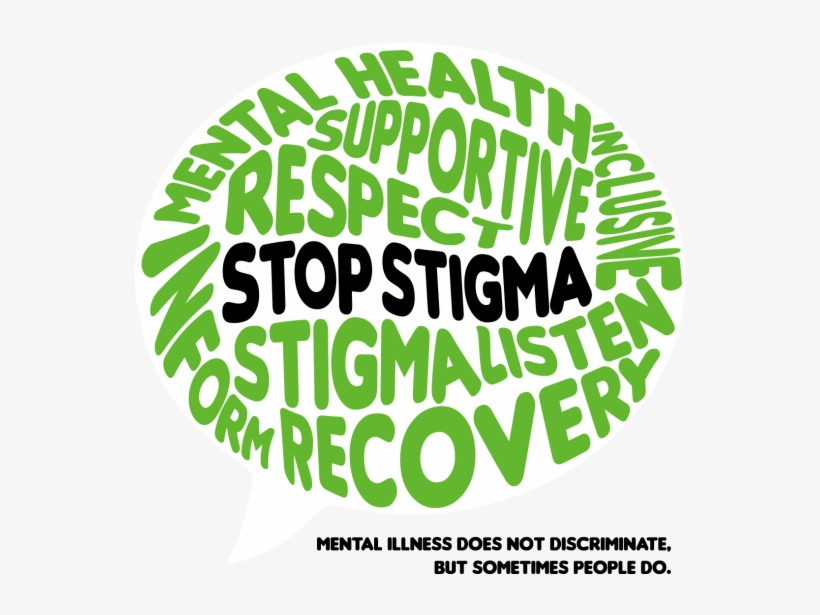 MENTAL HEALTH
SUPPORTIVE
INCLUSIVE
RESPECT
STOP STIGMA
INFORM
STIGMA
LISTEN
RECOVERY
MENTAL ILLNESS DOES NOT DISCRIMINATE,
BUT SOMETIMES PEOPLE DO.